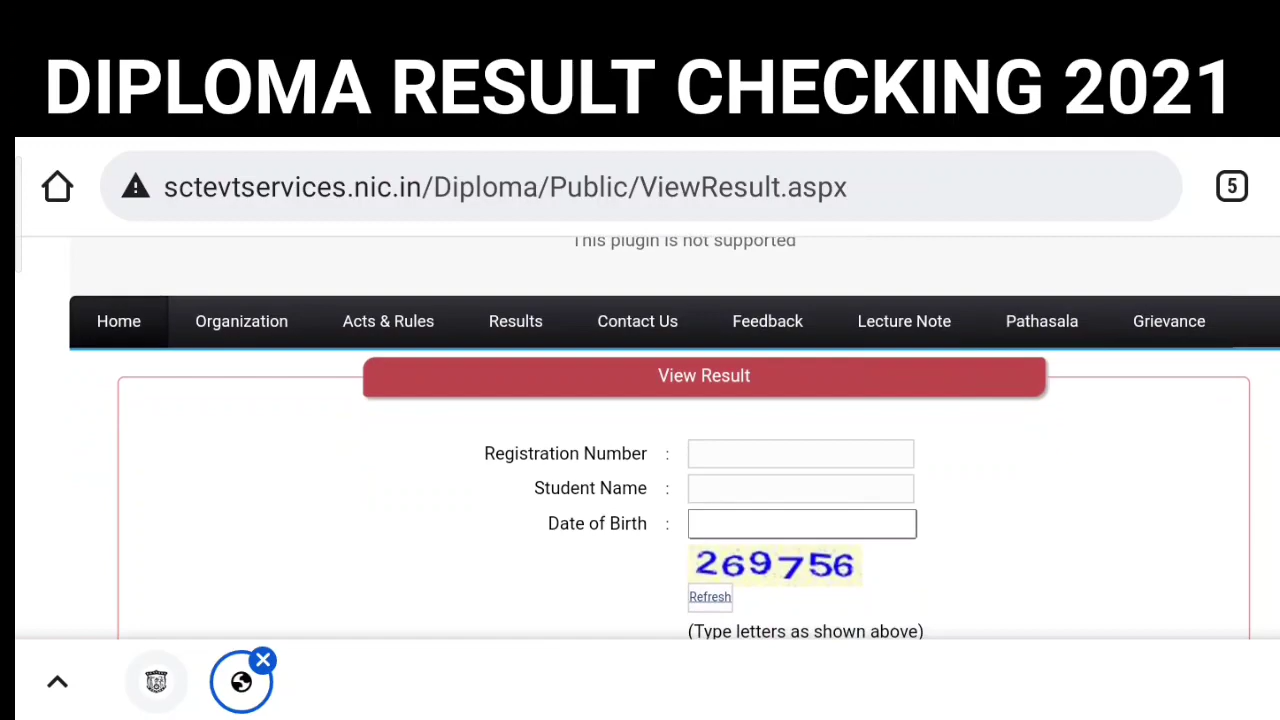 DIPLOMA RESULT CHECKING 2021
sctevtservices.nic.in/Diploma/Public/ViewResult.aspx
5
This plugin is not supported
Home Organization Acts & Rules Results Contact Us Feedback Lecture Note Pathasala Grievance
View Result
Registration Number :
Student Name :
Date of Birth :
269756
Refresh
(Type letters as shown above)